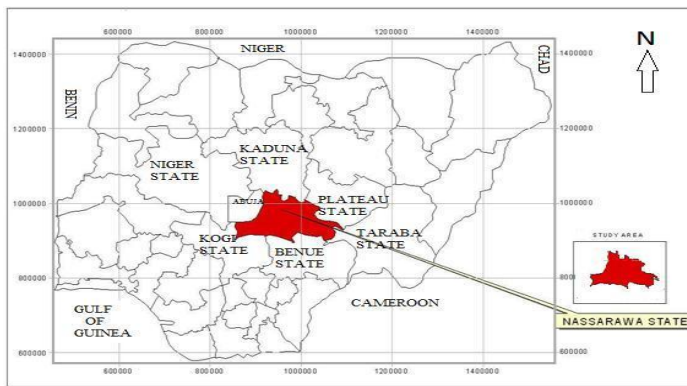 600000 800000 1000000 1200000 1400000
NIGER
CHAD
N
1400000 1400000
BENIN
1200000 1200000
KADUNA
STATE
NIGER
STATE
ABUJA
PLATEAU
STATE
1000000 1000000
KOGI
STATE
TARABA
STATE
BENUE
STATE
STUDY AREA
800000
CAMEROON
GULF
OF
GUINEA
NASSARAWA STATE
600000 600000
600000 800000 1000000 1200000 1400000